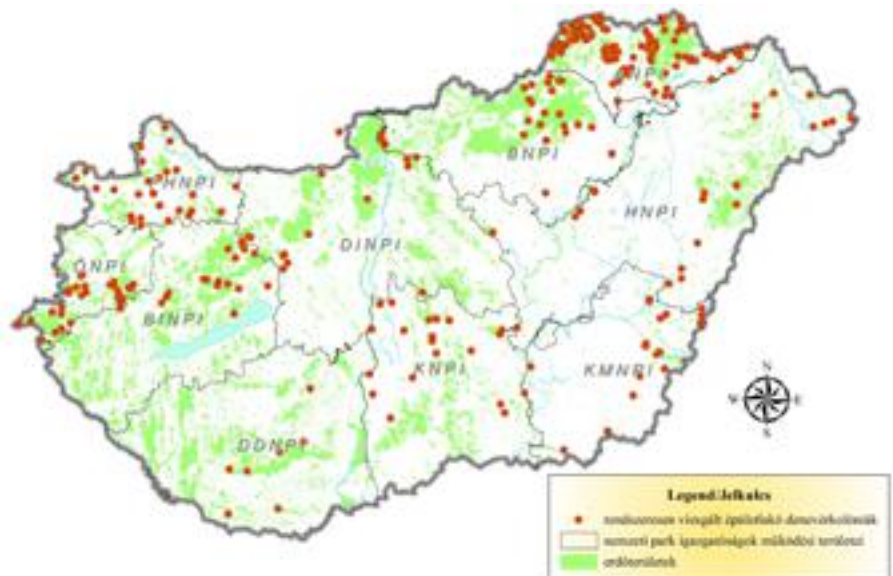 ANPI
BNPI
FHNPI
HNPI
DINPI
ŐNPI
BfNPI
KNPI
KMNPI
DDNPI
N
W E
S
Legend/Jelkulcs
rendszeresen vizsgált épületlakó denevérkolóniák
nemzeti park igazgatóságok működési területei
erdőterületek